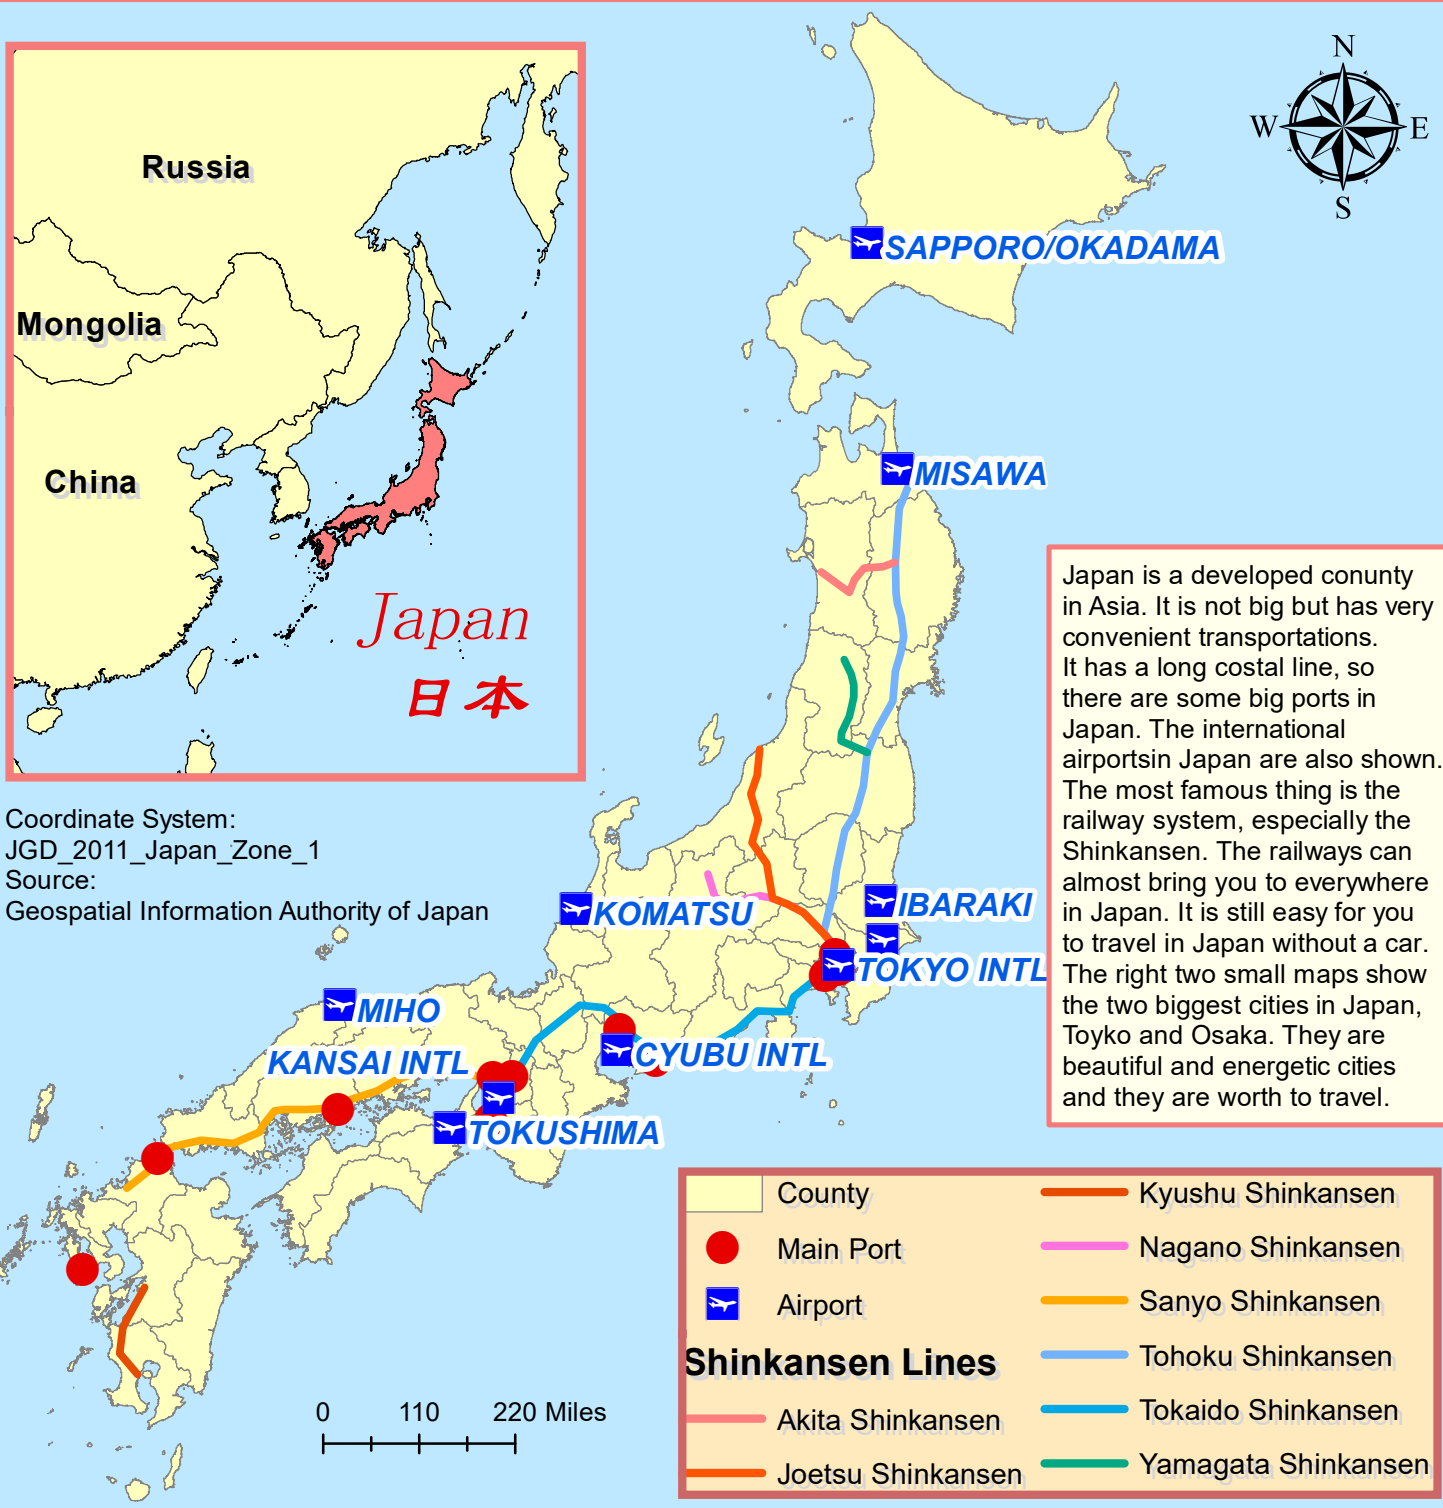 N
W
E
S
Russia
Mongolia
China
Japan
日本
SAPPORO/OKADAMA
MISAWA
Japan is a developed conunty
in Asia. It is not big but has very
convenient transportations.
It has a long costal line, so
there are some big ports in
Japan. The international
airportsin Japan are also shown.
The most famous thing is the
railway system, especially the
Shinkansen. The railways can
almost bring you to everywhere
in Japan. It is still easy for you
to travel in Japan without a car.
The right two small maps show
the two biggest cities in Japan,
Toyko and Osaka. They are
beautiful and energetic cities
and they are worth to travel.
Coordinate System:
JGD_2011_Japan_Zone_1
Source:
Geospatial Information Authority of Japan
KOMATSU
IBARAKI
TOKYO INTL
MIHO
KANSAI INTL
CYUBU INTL
TOKUSHIMA
County
Main Port
Airport
Shinkansen Lines
Akita Shinkansen
Joetsu Shinkansen
Kyushu Shinkansen
Nagano Shinkansen
Sanyo Shinkansen
Tohoku Shinkansen
Tokaido Shinkansen
Yamagata Shinkansen
0 110 220 Miles